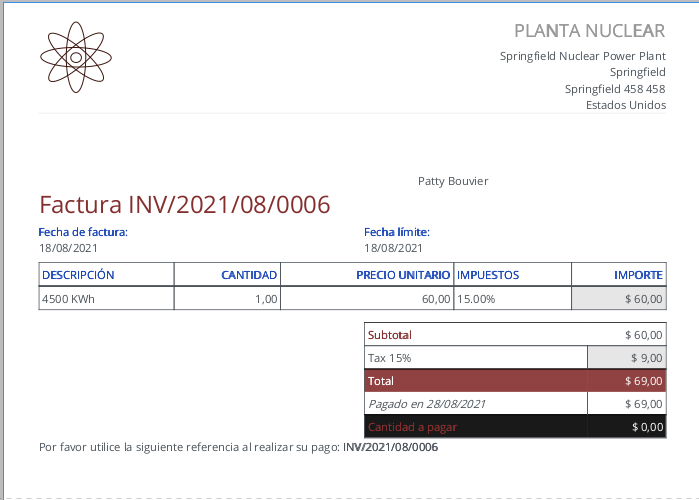 PLANTA NUCLEAR
Springfield Nuclear Power Plant
Springfield
Springfield 458 458
Estados Unidos
Patty Bouvier
Factura INV/2021/08/0006
Fecha de factura: Fecha límite:
18/08/2021 18/08/2021
DESCRIPCIÓN CANTIDAD PRECIO UNITARIO IMPUESTOS IMPORTE
4500 KWh 1,00 60,00 15.00% $ 60,00
Subtotal $ 60,00
Tax 15% $ 9,00
Total $ 69,00
Pagado en 28/08/2021 $ 69,00
Cantidad a pagar $ 0,00
Por favor utilice la siguiente referencia al realizar su pago: INV/2021/08/0006